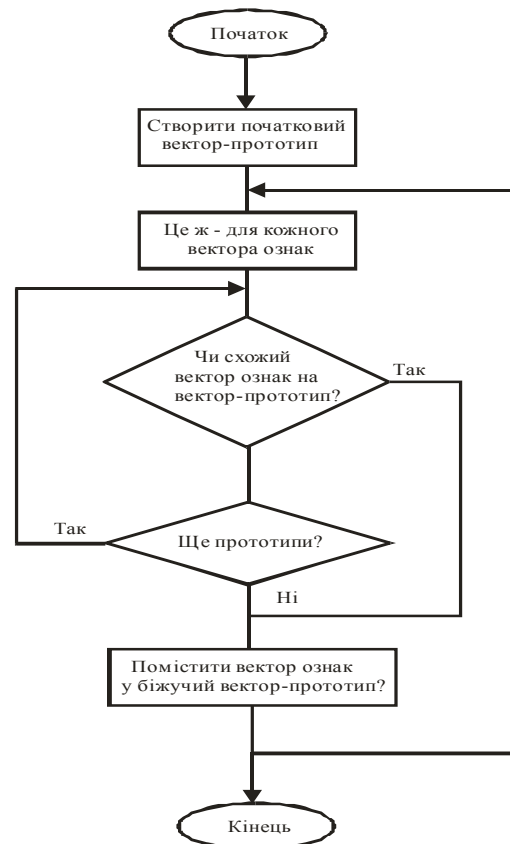 Початок
Створити початковий
вектор-прототип
Це ж - для кожного
вектора ознак
Чи схожий
вектор ознак на
вектор-прототип?
Так
Так
Ще прототипи?
Ні
Помістити вектор ознак
у біжучий вектор-прототип?
Кінець